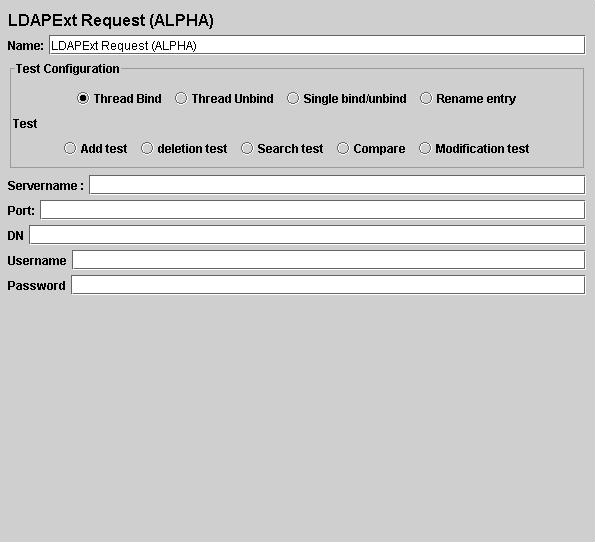 LDAPExt Request (ALPHA)
Name: LDAPExt Request (ALPHA)
Test Configuration
Thread Bind Thread Unbind Single bind/unbind Rename entry
Test
Add test deletion test Search test Compare Modification test
Servername :
Port:
DN
Username
Password